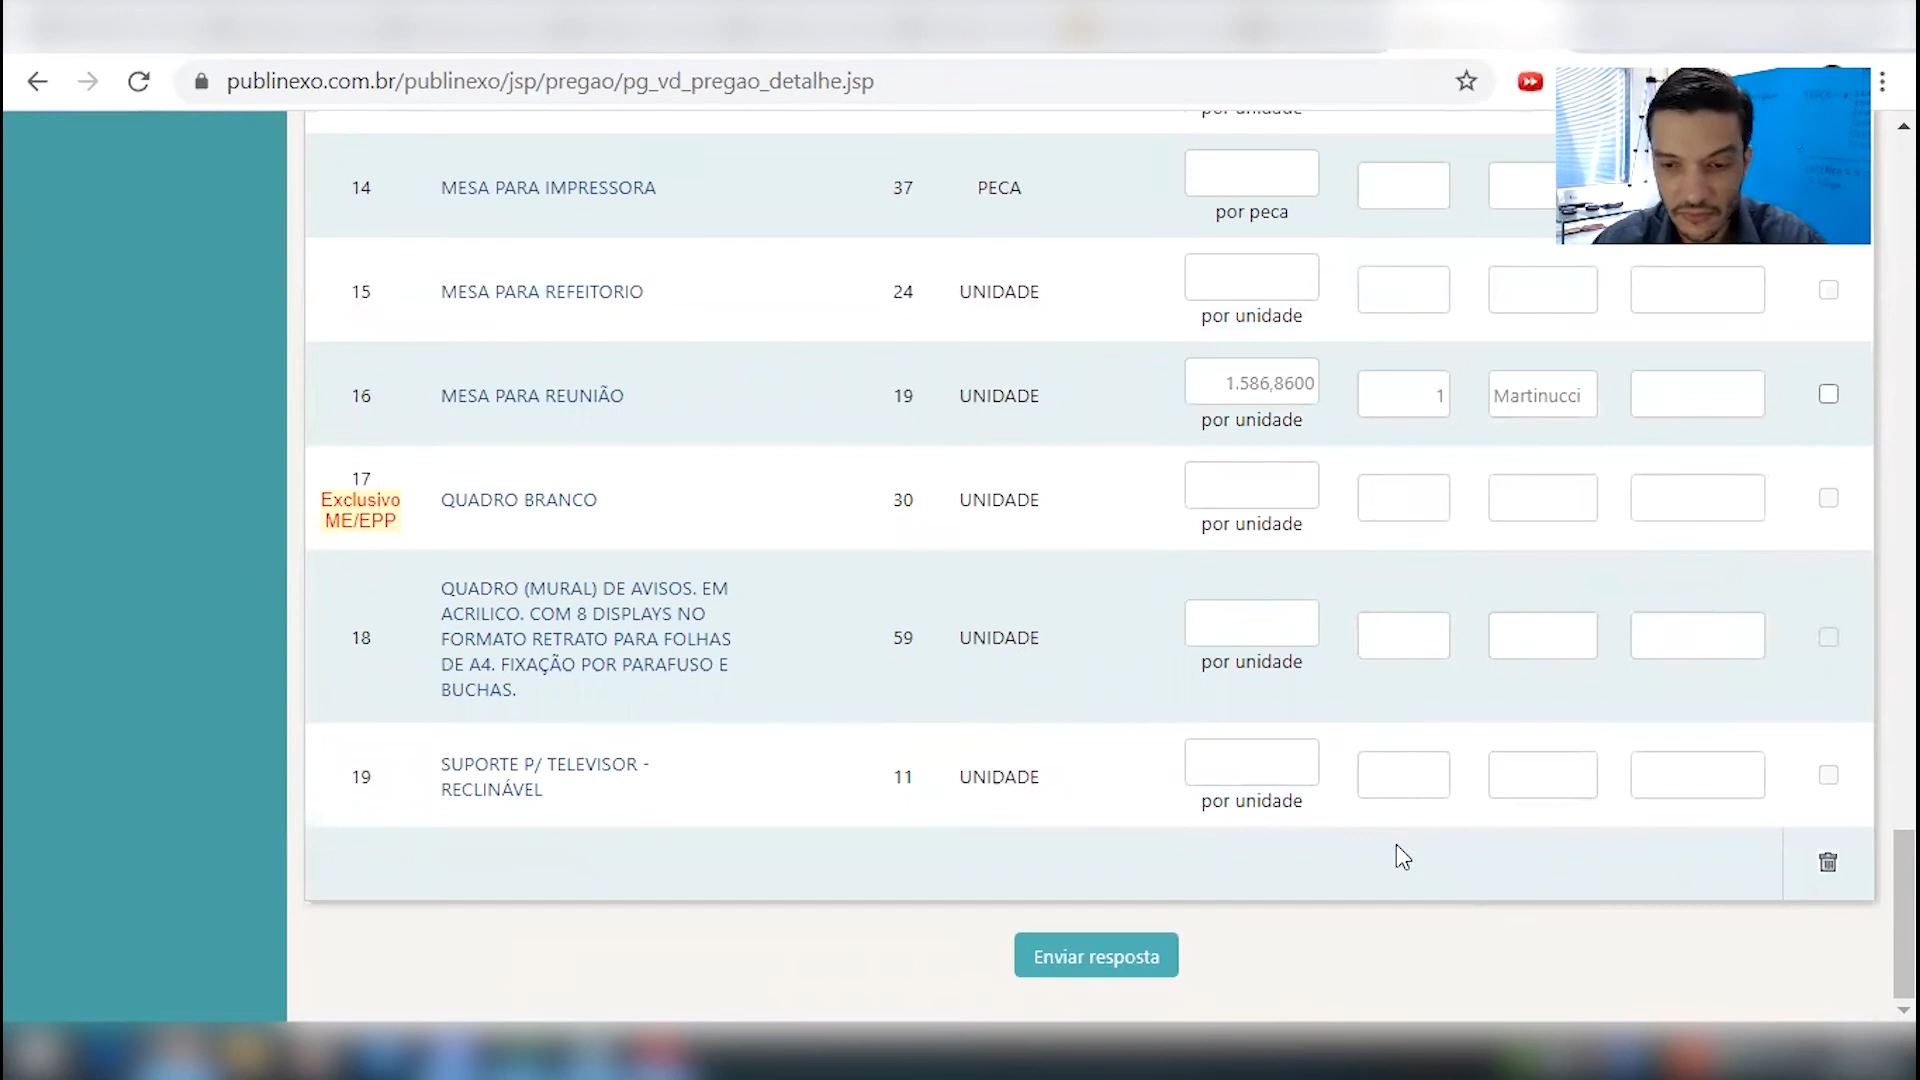 publinexo.com.br/publinexo/jsp/pregao/pg_vd_pregao_detalhe.jsp
por unidade
14 MESA PARA IMPRESSORA 37 PECA
por peca
15 MESA PARA REFEITORIO 24 UNIDADE
por unidade
16 MESA PARA REUNIÃO 19 UNIDADE 1.586,8600 1 Martinucci
por unidade
17
Exclusivo
ME/EPP
QUADRO BRANCO 30 UNIDADE
por unidade
QUADRO (MURAL) DE AVISOS. EM
ACRILICO. COM 8 DISPLAYS NO
18 FORMATO RETRATO PARA FOLHAS 59 UNIDADE
DE A4. FIXAÇÃO POR PARAFUSO E
BUCHAS.
por unidade
19 SUPORTE P/ TELEVISOR - 11 UNIDADE
RECLINÁVEL
por unidade
Enviar resposta